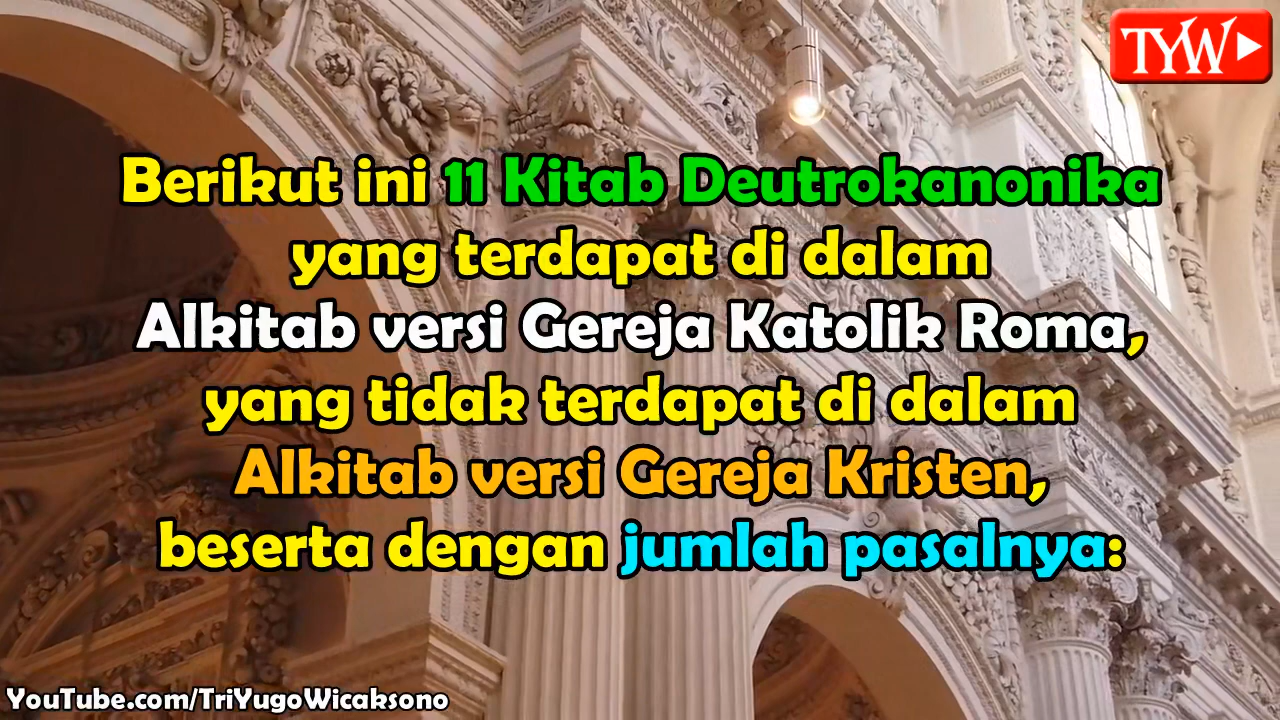 TYW
Berikut ini 11 Kitab Deutrokanonika
yang terdapat di dalam
Alkitab versi Gereja Katolik Roma,
yang tidak terdapat di dalam
Alkitab versi Gereja Kristen,
beserta dengan jumlah pasalnya:
YouTube.com/TriYugoWicaksono